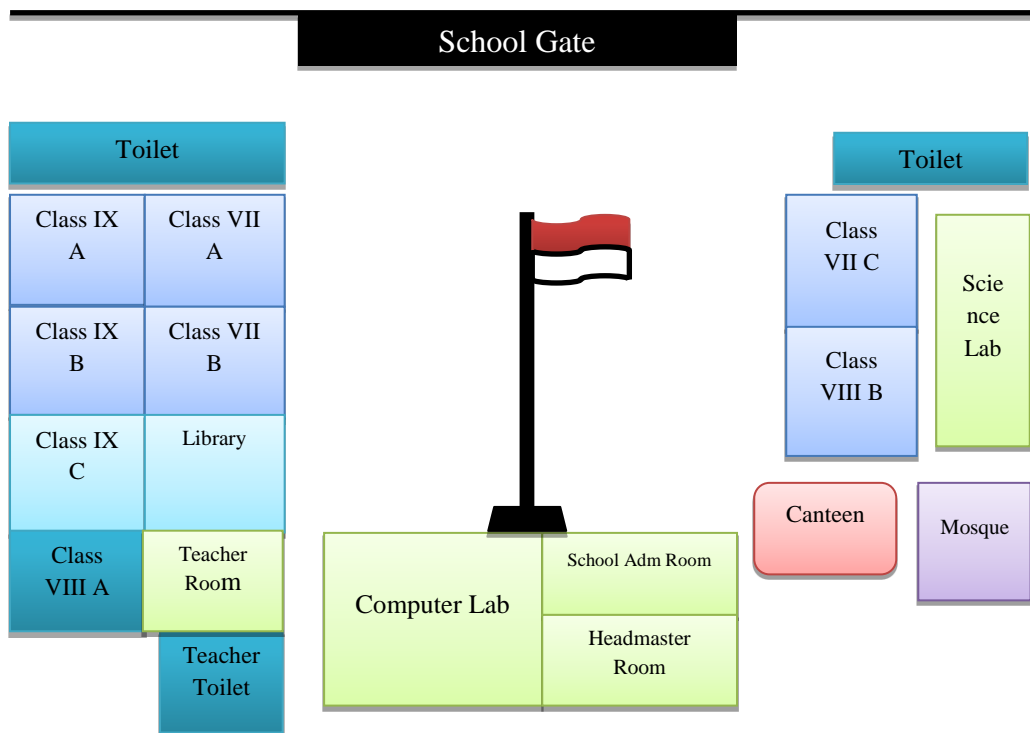 School Gate
Toilet
Toilet
Class IX
A
Class VII
A
Class IX
B
Class VII
B
Class IX
C
Library
Class
VIII A
Teacher
Room
Teacher
Toilet
Computer Lab
School Adm Room
Headmaster
Room
Class
VII C
Class
VIII B
Scie
nce
Lab
Canteen
Mosque